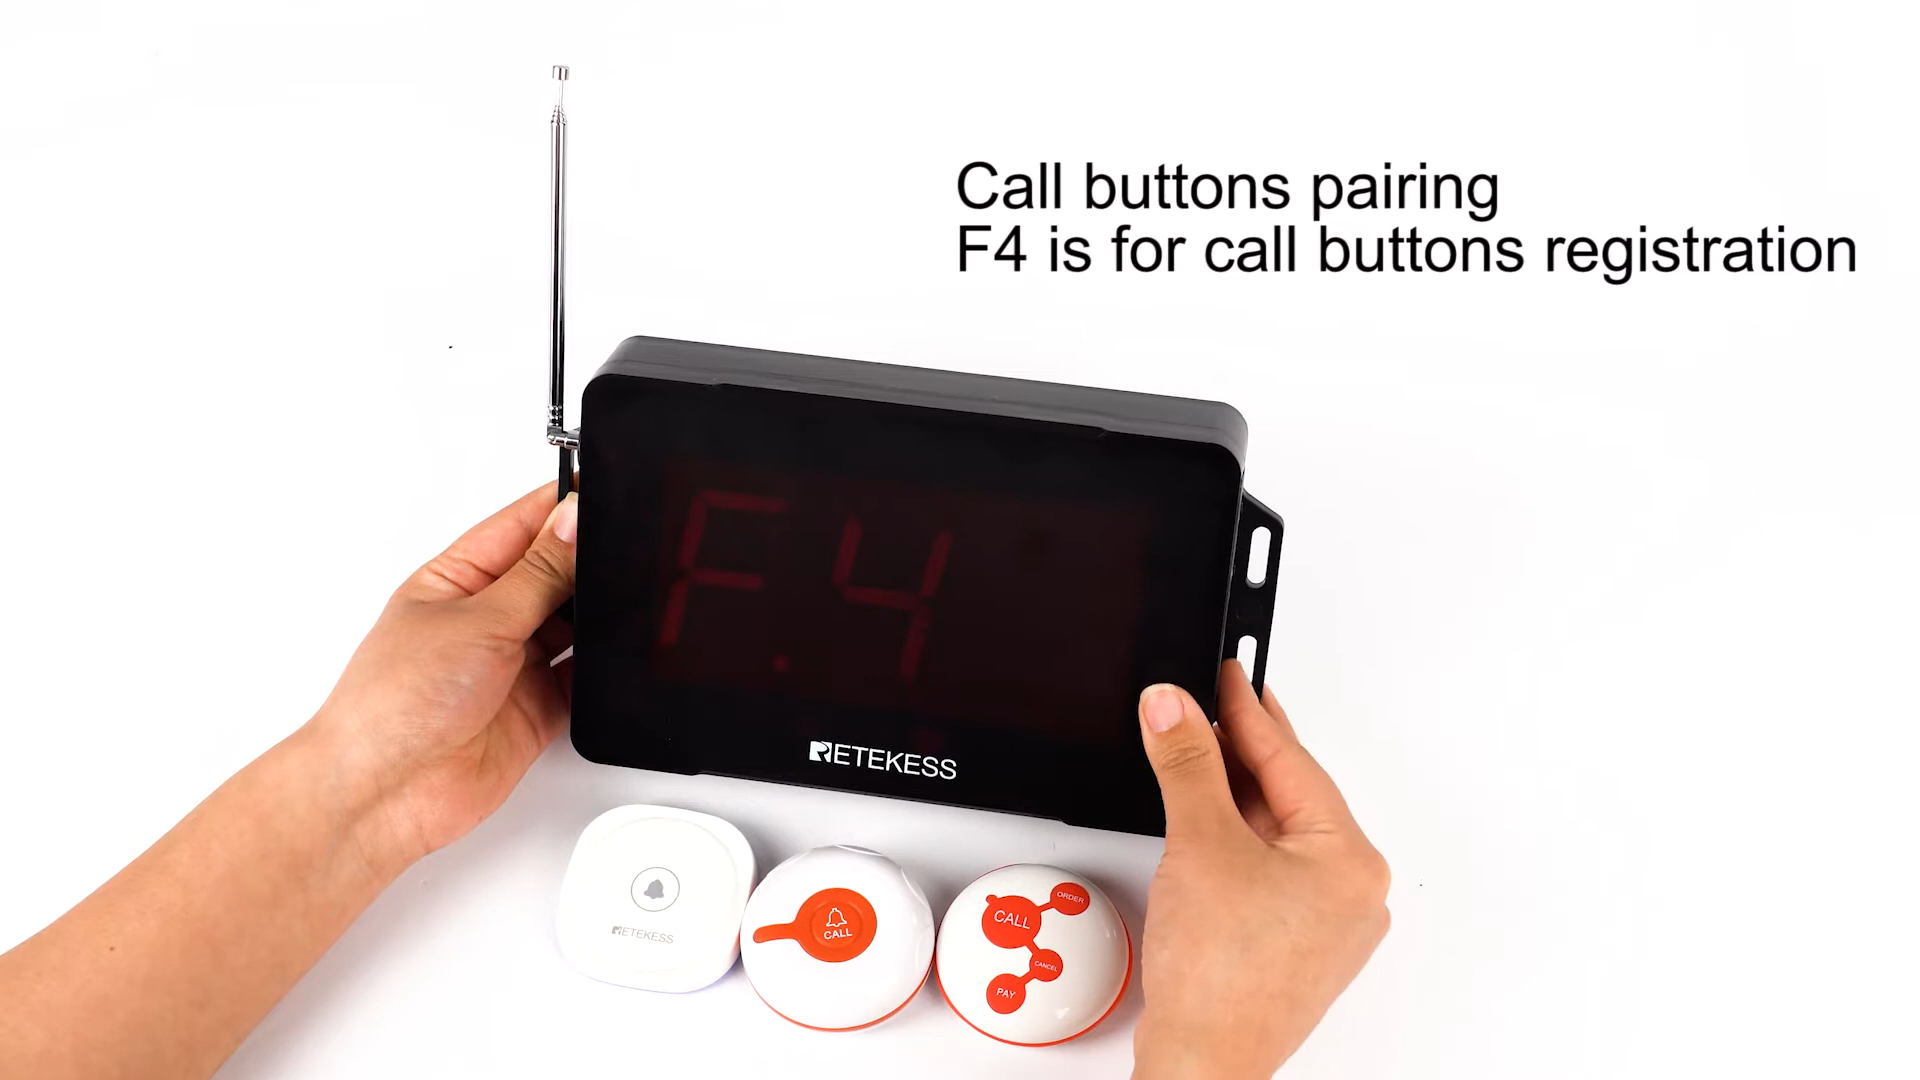 Call buttons pairing
F4 is for call buttons registration
F.4
RETEKESS
RETEKESS
CALL
CALL
ORDER
CANCEL
PAY